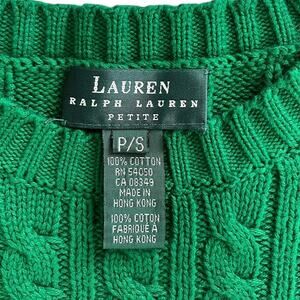 LAUREN
RALPH LAUREN
PETITE
P/S
100% COTTON
RN 54050
CA 08349
MADE IN
HONG KONG
100% COTON
FABRIQUÉ À
HONG KONG